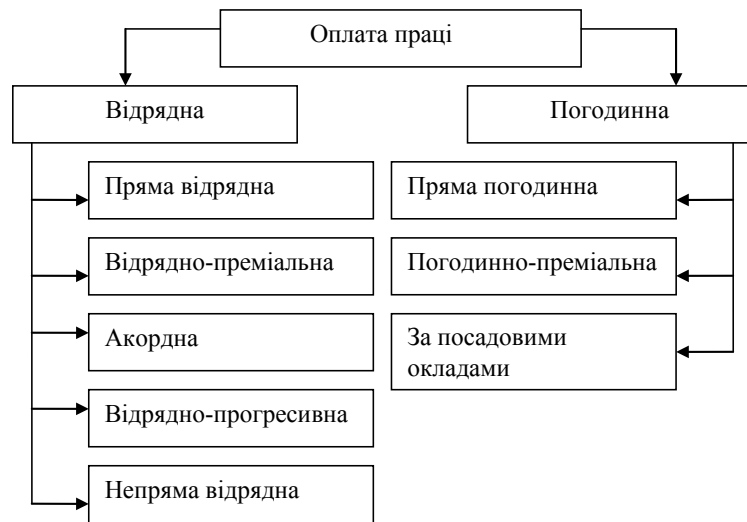 Оплата праці
Відрядна
Погодинна
Пряма відрядна
Пряма погодинна
Відрядно-преміальна
Погодинно-преміальна
Акордна
За посадовими
окладами
Відрядно-прогресивна
Непряма відрядна